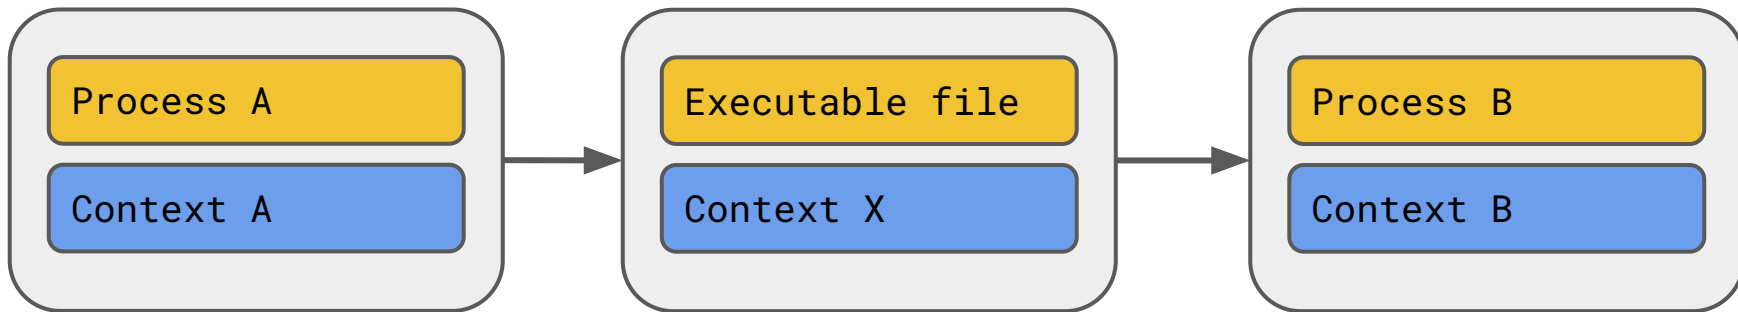 Process A
Context A
Executable file
Context X
Process B
Context B